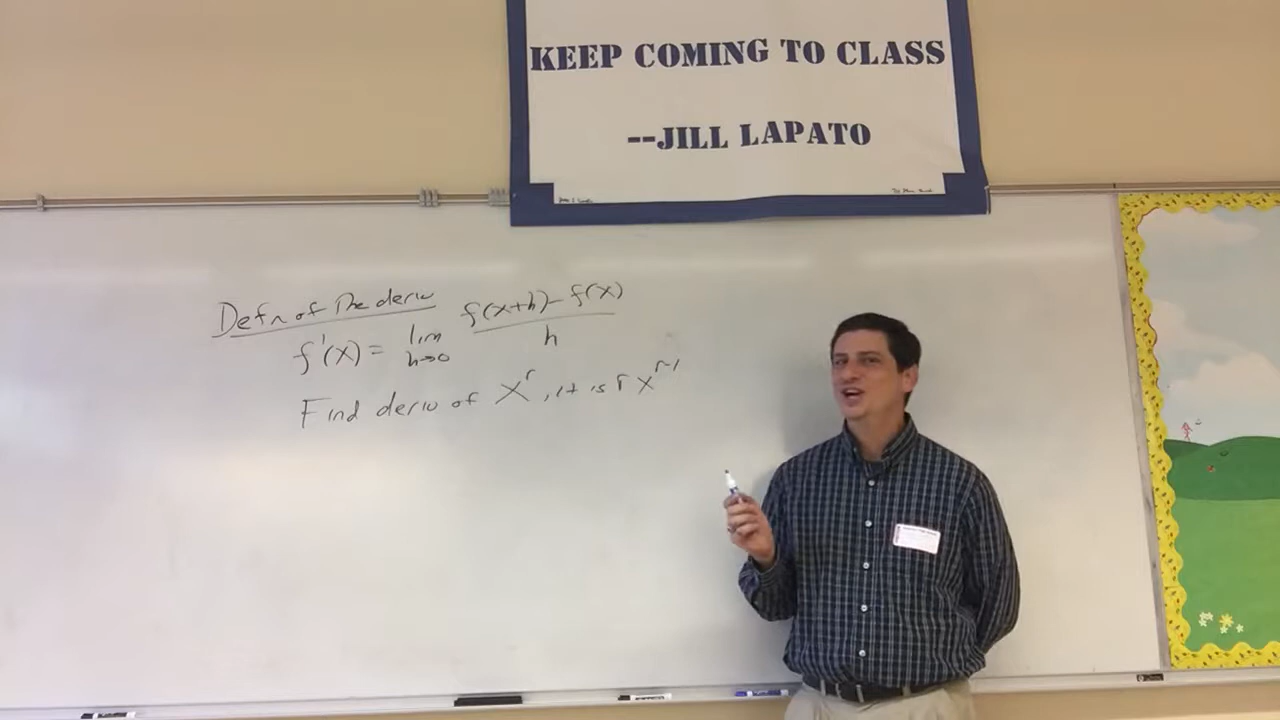 KEEP COMING TO CLASS
--JILL LAPATO
Defn of The deriv
f'(x) = lim h→0 f(x+h) - f(x) / h
Find deriv of x^r, it is r x^{r-1}